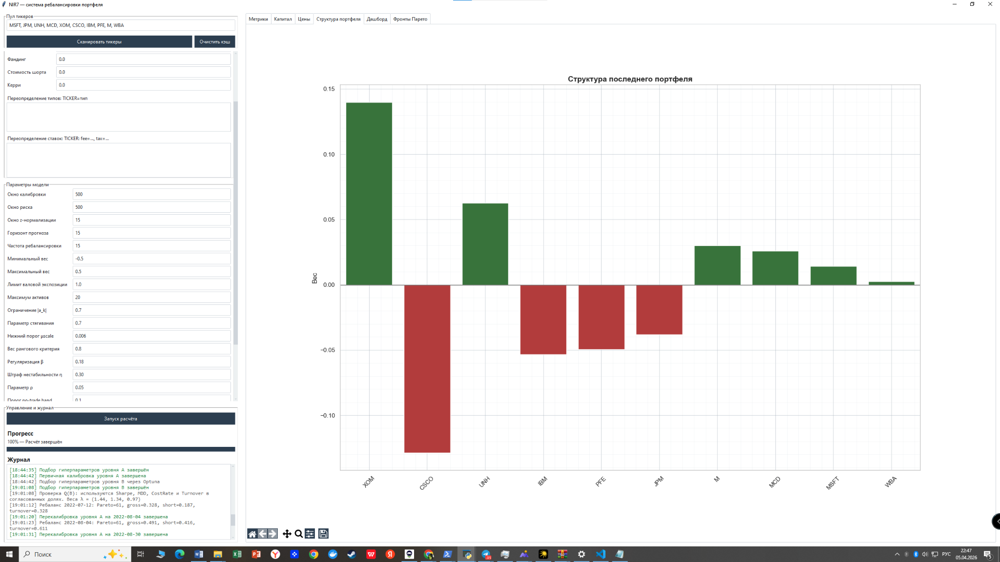 NIR7 — система ребалансировки портфеля
Пул тикеров
MSFT, JPM, UNH, MCD, XOM, CSCO, IBM, PFE, M, WBA
Сканировать тикеры
Очистить кэш
Фандинг
0.0
Стоимость шорта
0.0
Керри
0.0
Переопределение типов: TICKER=тип
Переопределение ставок: TICKER: fee=..., tax=...
Параметры модели
Окно калибровки
500
Окно риска
500
Окно z-нормализации
15
Горизонт прогноза
15
Частота ребалансировки
15
Минимальный вес
-0.5
Максимальный вес
0.5
Лимит валовой экспозиции
1.0
Максимум активов
20
Ограничение |a_k|
0.7
Параметр стягивания
0.7
Нижний порог μscale
0.006
Вес рангового критерия
0.8
Регуляризация β
0.18
Штраф нестабильности η
0.30
Параметр ρ
0.05
Порог no-trade band
0.1
Управление и журнал
Запуск расчёта
Прогресс
100% — Расчёт завершён
Журнал
[18:44:35] Подбор гиперпараметров уровня A завершён
[18:44:42] Первичная калибровка уровня A завершена
[18:44:42] Подбор гиперпараметров уровня B через Optuna
[19:01:08] Подбор гиперпараметров уровня B завершён
[19:01:08] Проверка Q(B): используются Sharpe, MDD, CostRate и Turnover в
согласованных долях. Веса λ = (1.44, 1.34, 0.97)
[19:01:12] Ребаланс 2022-07-12: Pareto=61, gross=0.328, short=0.187,
turnover=0.328
[19:01:20] Перекалибровка уровня A на 2022-08-04 завершена
[19:01:23] Ребаланс 2022-08-04: Pareto=61, gross=0.491, short=0.416,
turnover=0.611
[19:01:31] Перекалибровка уровня A на 2022-08-30 завершена
Метрики
Капитал
Цены
Структура портфеля
Дашборд
Фронты Парето
Структура последнего портфеля
Вес
0.15
0.10
0.05
0.00
−0.05
−0.10
XOM
CSCO
UNH
IBM
PFE
JPM
M
MCD
MSFT
WBA
Поиск
РУС
22:47
05.04.2026
5